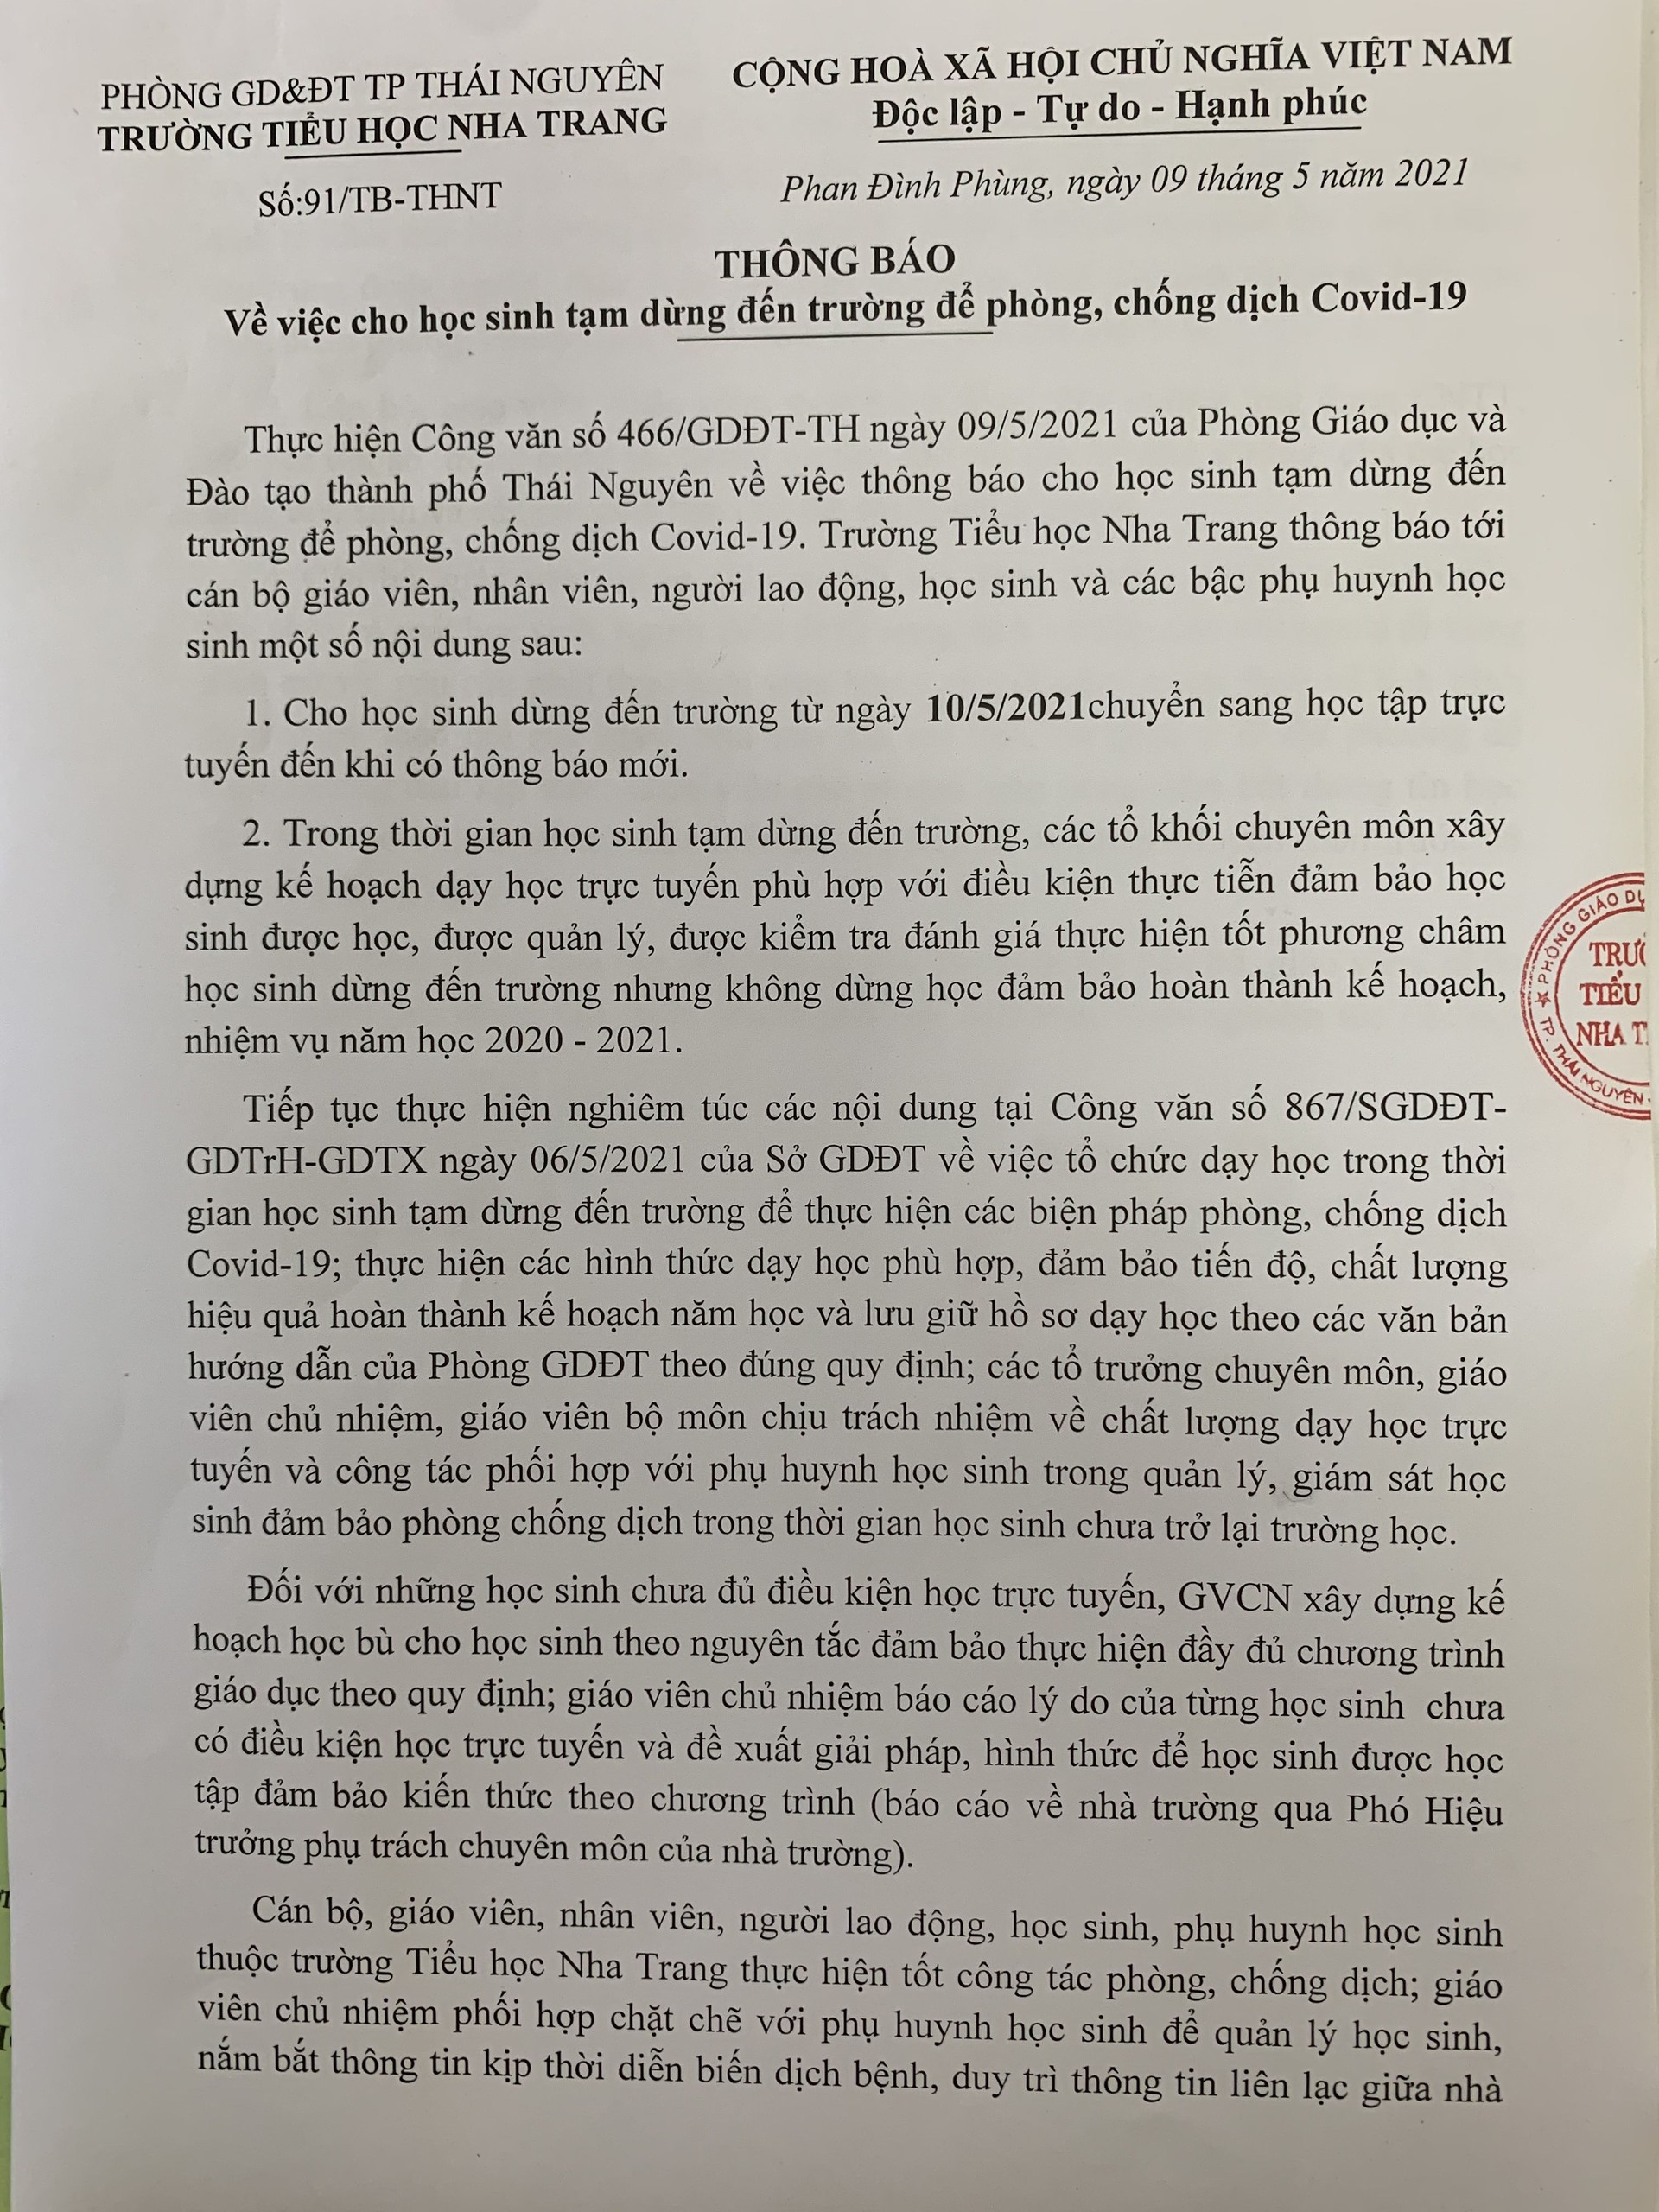 PHÒNG GD&ĐT TP THÁI NGUYÊN
TRƯỜNG TIỂU HỌC NHA TRANG
Số:91/TB-THNT
CỘNG HOÀ XÃ HỘI CHỦ NGHĨA VIỆT NAM
Độc lập - Tự do - Hạnh phúc
Phan Đình Phùng, ngày 09 tháng 5 năm 2021
THÔNG BÁO
Về việc cho học sinh tạm dừng đến trường để phòng, chống dịch Covid-19
Thực hiện Công văn số 466/GDĐT-TH ngày 09/5/2021 của Phòng Giáo dục và
Đào tạo thành phố Thái Nguyên về việc thông báo cho học sinh tạm dừng đến
trường để phòng, chống dịch Covid-19. Trường Tiểu học Nha Trang thông báo tới
cán bộ giáo viên, nhân viên, người lao động, học sinh và các bậc phụ huynh học
sinh một số nội dung sau:
1. Cho học sinh dừng đến trường từ ngày 10/5/2021chuyển sang học tập trực
tuyến đến khi có thông báo mới.
2. Trong thời gian học sinh tạm dừng đến trường, các tổ khối chuyên môn xây
dựng kế hoạch dạy học trực tuyến phù hợp với điều kiện thực tiễn đảm bảo học
sinh được học, được quản lý, được kiểm tra đánh giá thực hiện tốt phương châm
học sinh dừng đến trường nhưng không dừng học đảm bảo hoàn thành kế hoạch,
nhiệm vụ năm học 2020 - 2021.
Tiếp tục thực hiện nghiêm túc các nội dung tại Công văn số 867/SGDĐT-
GDTrH-GDTX ngày 06/5/2021 của Sở GDĐT về việc tổ chức dạy học trong thời
gian học sinh tạm dừng đến trường để thực hiện các biện pháp phòng, chống dịch
Covid-19; thực hiện các hình thức dạy học phù hợp, đảm bảo tiến độ, chất lượng
hiệu quả hoàn thành kế hoạch năm học và lưu giữ hồ sơ dạy học theo các văn bản
hướng dẫn của Phòng GDĐT theo đúng quy định; các tổ trưởng chuyên môn, giáo
viên chủ nhiệm, giáo viên bộ môn chịu trách nhiệm về chất lượng dạy học trực
tuyến và công tác phối hợp với phụ huynh học sinh trong quản lý, giám sát học
sinh đảm bảo phòng chống dịch trong thời gian học sinh chưa trở lại trường học.
Đối với những học sinh chưa đủ điều kiện học trực tuyến, GVCN xây dựng kế
hoạch học bù cho học sinh theo nguyên tắc đảm bảo thực hiện đầy đủ chương trình
giáo dục theo quy định; giáo viên chủ nhiệm báo cáo lý do của từng học sinh chưa
có điều kiện học trực tuyến và đề xuất giải pháp, hình thức để học sinh được học
tập đảm bảo kiến thức theo chương trình (báo cáo về nhà trường qua Phó Hiệu
trưởng phụ trách chuyên môn của nhà trường).
Cán bộ, giáo viên, nhân viên, người lao động, học sinh, phụ huynh học sinh
thuộc trường Tiểu học Nha Trang thực hiện tốt công tác phòng, chống dịch; giáo
viên chủ nhiệm phối hợp chặt chẽ với phụ huynh học sinh để quản lý học sinh,
nắm bắt thông tin kịp thời diễn biến dịch bệnh, duy trì thông tin liên lạc giữa nhà
PHÒNG GIÁO
TIỂU
NHA
TP. THÁI NGUYÊN